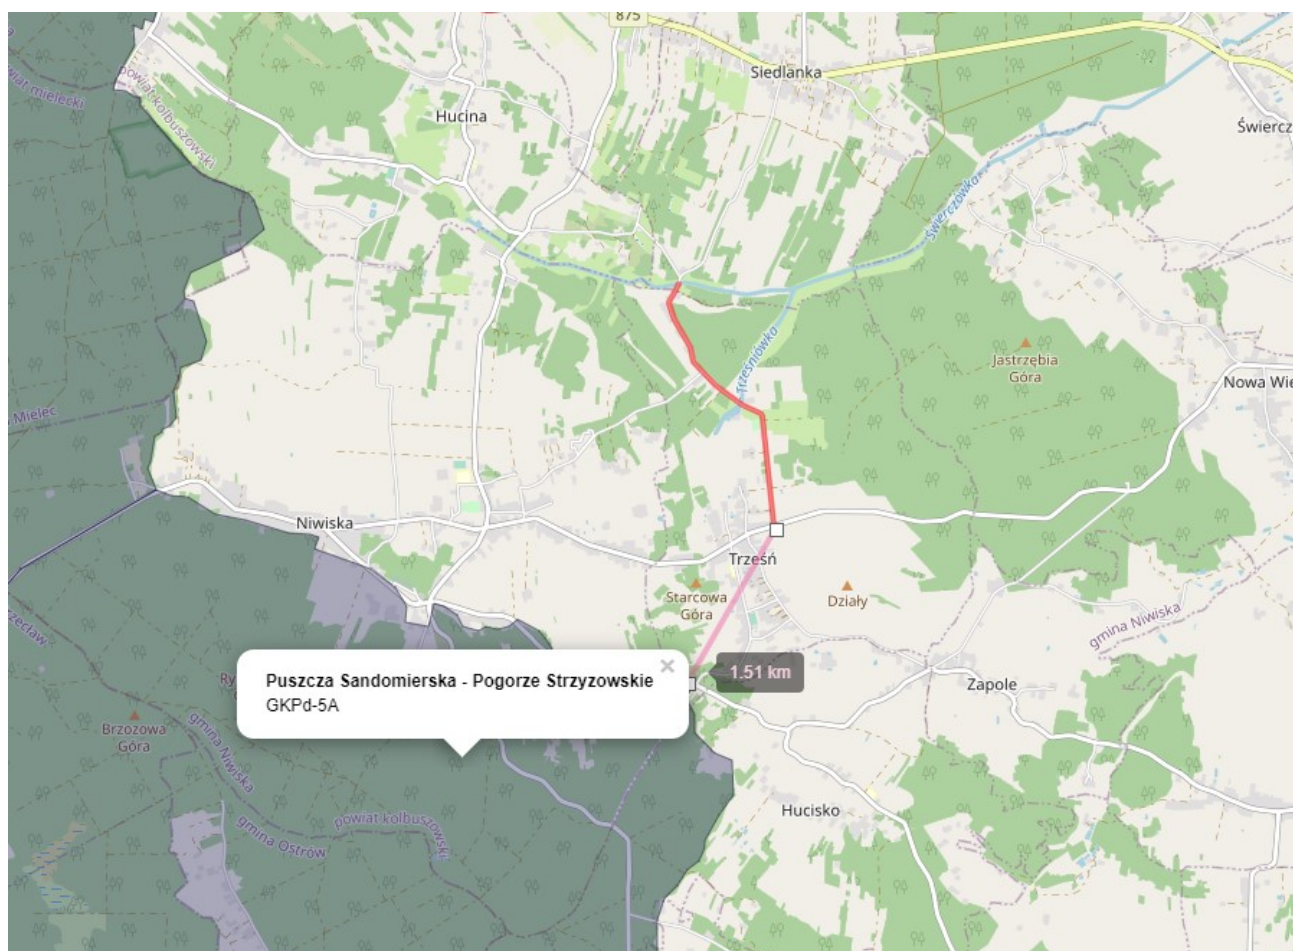 875
Siedlanka
powiat mielecki
powiat kolbuszowski
Hucina
Świercz
Świerczówka
Trześniówka
Jastrzębia
Góra
Nowa Wie
Mielec
Niwiska
Trześń
Starcowa
Góra
Działy
gmina Niwiska
Puszcza Sandomierska - Pogorze Strzyzowskie
×
GKPd-5A
1.51 km
Zapole
Brzozowa
Góra
gmina Niwiska
Hucisko
powiat kolbuszowski
gmina Ostrów